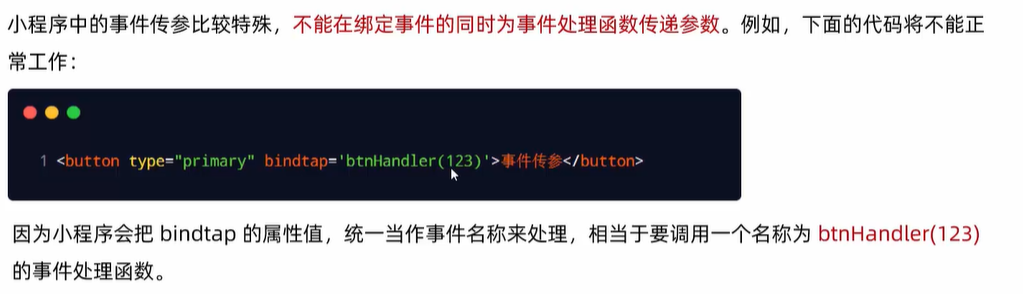 小程序中的事件传参比较特殊，不能在绑定事件的同时为事件处理函数传递参数。例如，下面的代码将不能正
常工作：
1 <button type="primary" bindtap='btnHandler(123)'>事件传参</button>
因为小程序会把 bindtap 的属性值，统一当作事件名称来处理，相当于要调用一个名称为 btnHandler(123)
的事件处理函数。